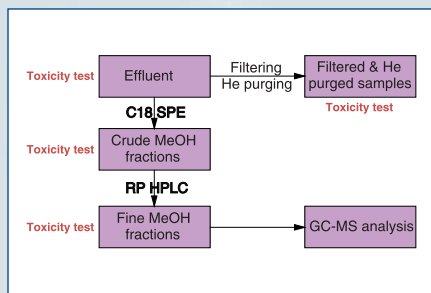 Toxicity test
Effluent
Filtering
He purging
Filtered & He
purged samples
Toxicity test
C18 SPE
Toxicity test
Crude MeOH
fractions
RP HPLC
Toxicity test
Fine MeOH
fractions
GC-MS analysis